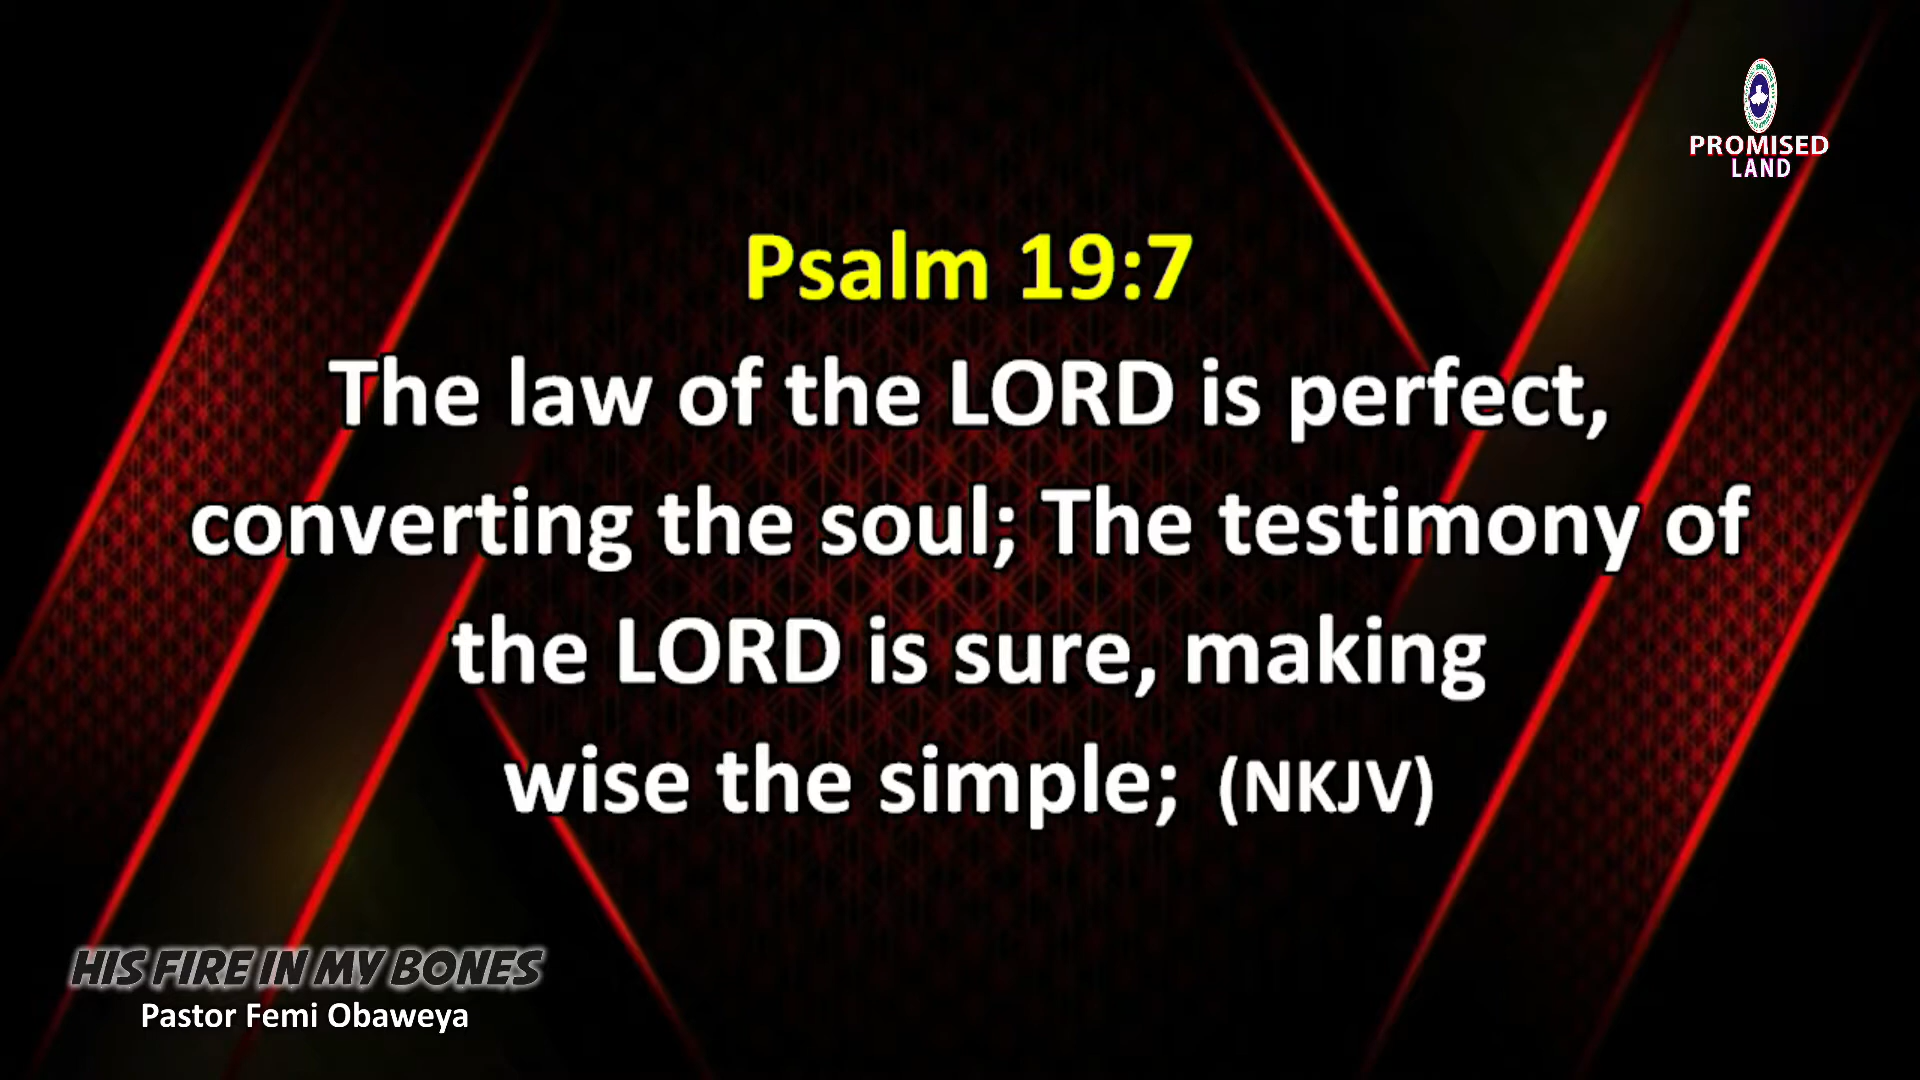 PROMISED
LAND
Psalm 19:7
The law of the LORD is perfect,
converting the soul; The testimony of
the LORD is sure, making
wise the simple; (NKJV)
HIS FIRE IN MY BONES
Pastor Femi Obaweya